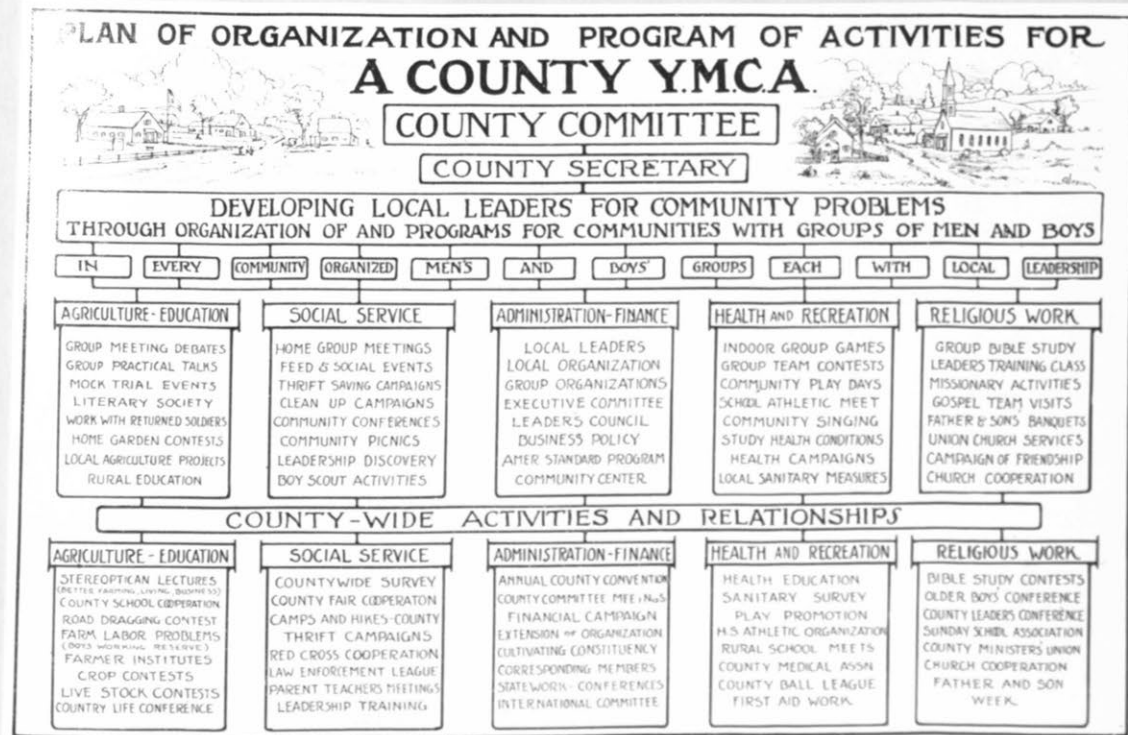 PLAN OF ORGANIZATION AND PROGRAM OF ACTIVITIES FOR
A COUNTY Y.M.C.A.
COUNTY COMMITTEE
COUNTY SECRETARY
DEVELOPING LOCAL LEADERS FOR COMMUNITY PROBLEMS
THROUGH ORGANIZATION OF AND PROGRAMS FOR COMMUNITIES WITH GROUPS OF MEN AND BOYS
IN EVERY COMMUNITY ORGANIZED MEN'S AND BOYS' GROUPS EACH WITH LOCAL LEADERSHIP
AGRICULTURE-EDUCATION
GROUP MEETING DEBATES
GROUP PRACTICAL TALKS
MOCK TRIAL EVENTS
LITERARY SOCIETY
WORK WITH RETURNED SOLDIERS
HOME GARDEN CONTESTS
LOCAL AGRICULTURE PROJECTS
RURAL EDUCATION
SOCIAL SERVICE
HOME GROUP MEETINGS
FEED & SOCIAL EVENTS
THRIFT SAVING CAMPAIGNS
CLEAN UP CAMPAIGNS
COMMUNITY CONFERENCES
COMMUNITY PICNICS
LEADERSHIP DISCOVERY
BOY SCOUT ACTIVITIES
ADMINISTRATION-FINANCE
LOCAL LEADERS
LOCAL ORGANIZATION
GROUP ORGANIZATIONS
EXECUTIVE COMMITTEE
LEADERS COUNCIL
BUSINESS POLICY
AMER STANDARD PROGRAM
COMMUNITY CENTER
HEALTH AND RECREATION
INDOOR GROUP GAMES
GROUP TEAM CONTESTS
COMMUNITY PLAY DAYS
SCHOOL ATHLETIC MEET
COMMUNITY SINGING
STUDY HEALTH CONDITIONS
HEALTH CAMPAIGNS
LOCAL SANITARY MEASURES
RELIGIOUS WORK
GROUP BIBLE STUDY
LEADERS TRAINING CLASS
MISSIONARY ACTIVITIES
GOSPEL TEAM VISITS
FATHER & SONS BANQUETS
UNION CHURCH SERVICES
CAMPAIGN OF FRIENDSHIP
CHURCH COOPERATION
COUNTY-WIDE ACTIVITIES AND RELATIONSHIPS
AGRICULTURE-EDUCATION
STEREOPTICAN LECTURES
(BETTER FARMING, LIVING, BUSINESS)
COUNTY SCHOOL COOPERATION
ROAD DRAGGING CONTEST
FARM LABOR PROBLEMS
(BOYS WORKING RESERVE)
FARMER INSTITUTES
CROP CONTESTS
LIVE STOCK CONTESTS
COUNTRY LIFE CONFERENCE
SOCIAL SERVICE
COUNTYWIDE SURVEY
COUNTY FAIR COOPERATON
CAMPS AND HIKES-COUNTY
THRIFT CAMPAIGNS
RED CROSS COOPERATION
LAW ENFORCEMENT LEAGUE
PARENT TEACHERS MEETINGS
LEADERSHIP TRAINING
ADMINISTRATION-FINANCE
ANNUAL COUNTY CONVENTION
COUNTY COMMITTEE MEETINGS
FINANCIAL CAMPAIGN
EXTENSION OF ORGANIZATION
CULTIVATING CONSTITUENCY
CORRESPONDING MEMBERS
STATEWORK-CONFERENCES
INTERNATIONAL COMMITTEE
HEALTH AND RECREATION
HEALTH EDUCATION
SANITARY SURVEY
PLAY PROMOTION
H.S ATHLETIC ORGANIZATION
RURAL SCHOOL MEETS
COUNTY MEDICAL ASSN
COUNTY BALL LEAGUE
FIRST AID WORK
RELIGIOUS WORK
BIBLE STUDY CONTESTS
OLDER BOYS' CONFERENCE
COUNTY LEADERS CONFERENCE
SUNDAY SCHOOL ASSOCIATION
COUNTY MINISTERS' UNION
CHURCH COOPERATION
FATHER AND SON
WEEK